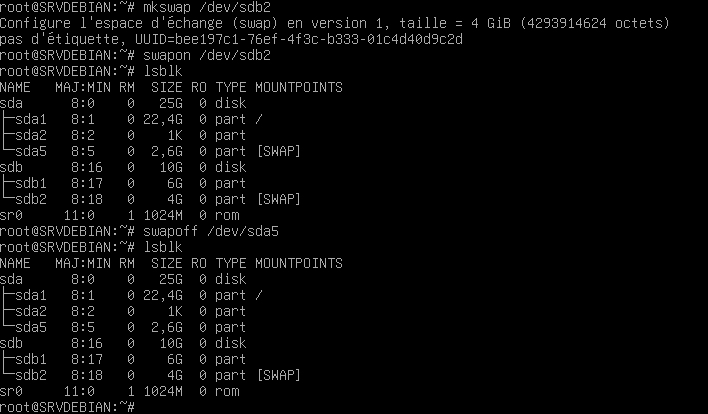 root@SRVDEBIAN:~# mkswap /dev/sdb2
Configure l'espace d'échange (swap) en version 1, taille = 4 GiB (4293914624 octets)
pas d'étiquette, UUID=bee197c1-76ef-4f3c-b333-01c4d40d9c2d
root@SRVDEBIAN:~# swapon /dev/sdb2
root@SRVDEBIAN:~# lsblk
NAME   MAJ:MIN RM  SIZE RO TYPE MOUNTPOINTS
sda      8:0    0   25G  0 disk
├─sda1   8:1    0 22,4G  0 part /
├─sda2   8:2    0    1K  0 part
└─sda5   8:5    0  2,6G  0 part [SWAP]
sdb      8:16   0   10G  0 disk
├─sdb1   8:17   0    6G  0 part
└─sdb2   8:18   0    4G  0 part [SWAP]
sr0     11:0    1 1024M  0 rom
root@SRVDEBIAN:~# swapoff /dev/sda5
root@SRVDEBIAN:~# lsblk
NAME   MAJ:MIN RM  SIZE RO TYPE MOUNTPOINTS
sda      8:0    0   25G  0 disk
├─sda1   8:1    0 22,4G  0 part /
├─sda2   8:2    0    1K  0 part
└─sda5   8:5    0  2,6G  0 part
sdb      8:16   0   10G  0 disk
├─sdb1   8:17   0    6G  0 part
└─sdb2   8:18   0    4G  0 part [SWAP]
sr0     11:0    1 1024M  0 rom
root@SRVDEBIAN:~#